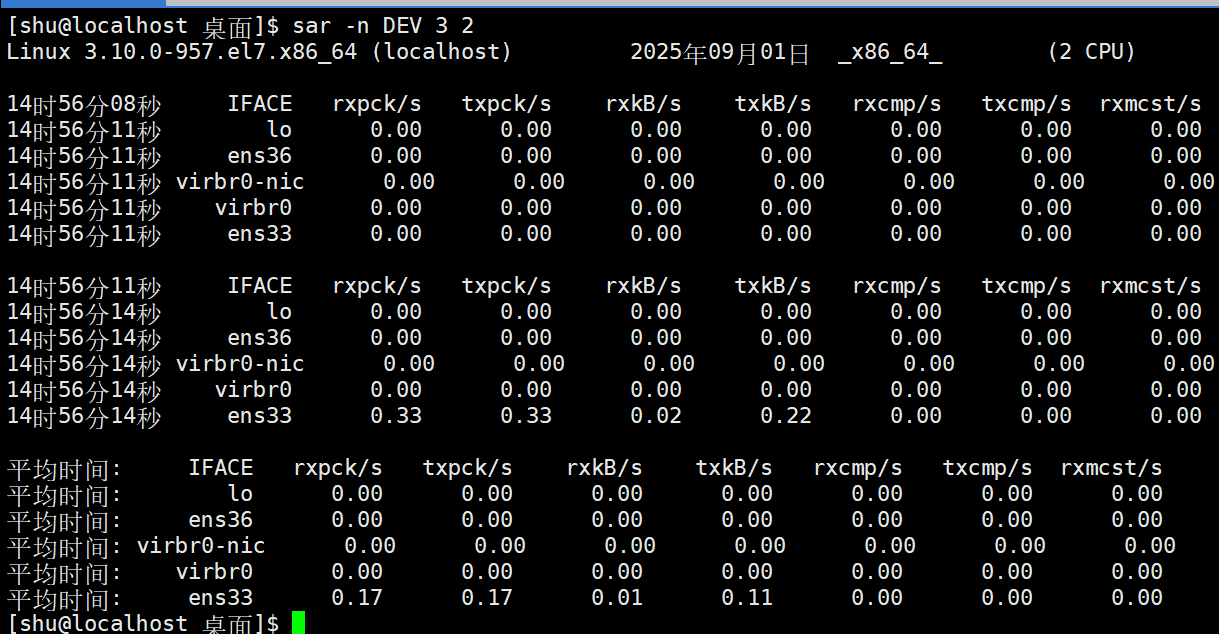 [shu@localhost 桌面]$ sar -n DEV 3 2
Linux 3.10.0-957.el7.x86_64 (localhost) 2025年09月01日 _x86_64_ (2 CPU)
14时56分08秒 IFACE rxpck/s txpck/s rxkB/s txkB/s rxcmp/s txcmp/s rxmcst/s
14时56分11秒 lo 0.00 0.00 0.00 0.00 0.00 0.00 0.00
14时56分11秒 ens36 0.00 0.00 0.00 0.00 0.00 0.00 0.00
14时56分11秒 virbr0-nic 0.00 0.00 0.00 0.00 0.00 0.00 0.00
14时56分11秒 virbr0 0.00 0.00 0.00 0.00 0.00 0.00 0.00
14时56分11秒 ens33 0.00 0.00 0.00 0.00 0.00 0.00 0.00
14时56分11秒 IFACE rxpck/s txpck/s rxkB/s txkB/s rxcmp/s txcmp/s rxmcst/s
14时56分14秒 lo 0.00 0.00 0.00 0.00 0.00 0.00 0.00
14时56分14秒 ens36 0.00 0.00 0.00 0.00 0.00 0.00 0.00
14时56分14秒 virbr0-nic 0.00 0.00 0.00 0.00 0.00 0.00 0.00
14时56分14秒 virbr0 0.00 0.00 0.00 0.00 0.00 0.00 0.00
14时56分14秒 ens33 0.33 0.33 0.02 0.22 0.00 0.00 0.00
平均时间: IFACE rxpck/s txpck/s rxkB/s txkB/s rxcmp/s txcmp/s rxmcst/s
平均时间: lo 0.00 0.00 0.00 0.00 0.00 0.00 0.00
平均时间: ens36 0.00 0.00 0.00 0.00 0.00 0.00 0.00
平均时间: virbr0-nic 0.00 0.00 0.00 0.00 0.00 0.00 0.00
平均时间: virbr0 0.00 0.00 0.00 0.00 0.00 0.00 0.00
平均时间: ens33 0.17 0.17 0.01 0.11 0.00 0.00 0.00
[shu@localhost 桌面]$